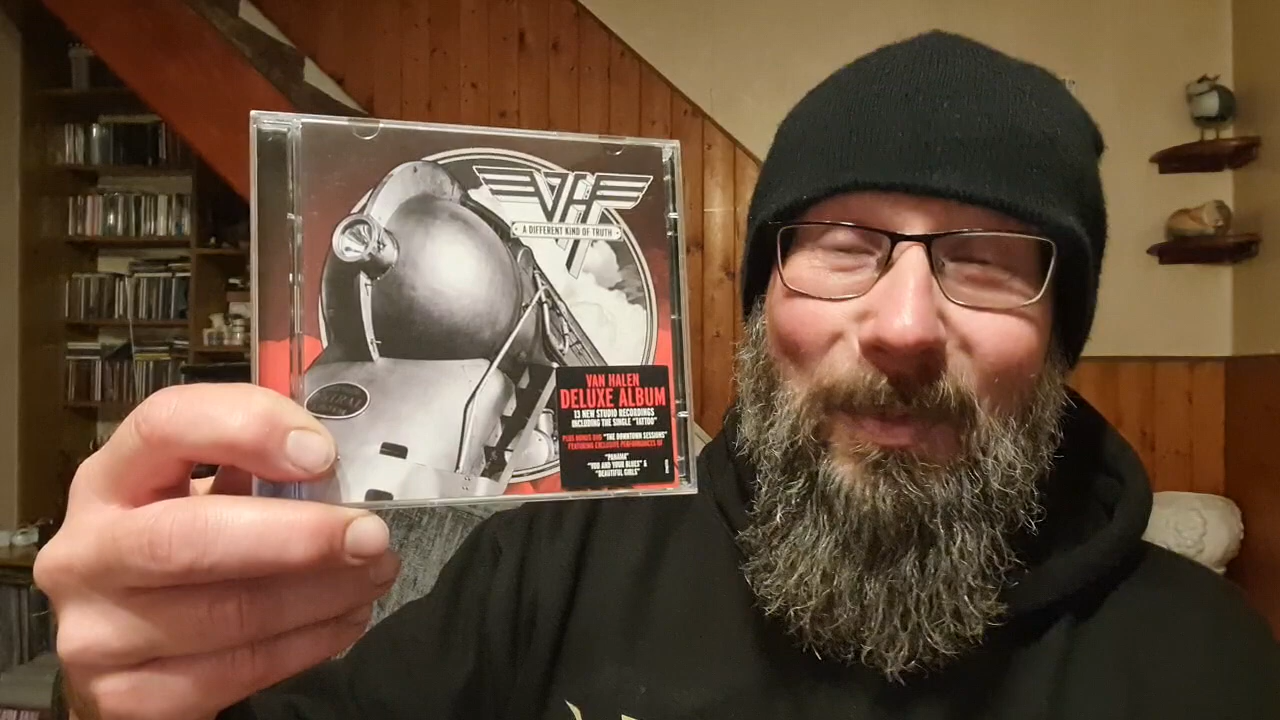 VH
A DIFFERENT KIND OF TRUTH
VAN HALEN
DELUXE ALBUM
13 NEW STUDIO RECORDINGS
INCLUDING THE SINGLE "TATTOO"
PLUS BONUS DVD "THE DOWNTOWN SESSIONS"
FEATURING EXCLUSIVE PERFORMANCES OF
"PANAMA"
"YOU AND YOUR BLUES" &
"BEAUTIFUL GIRLS"